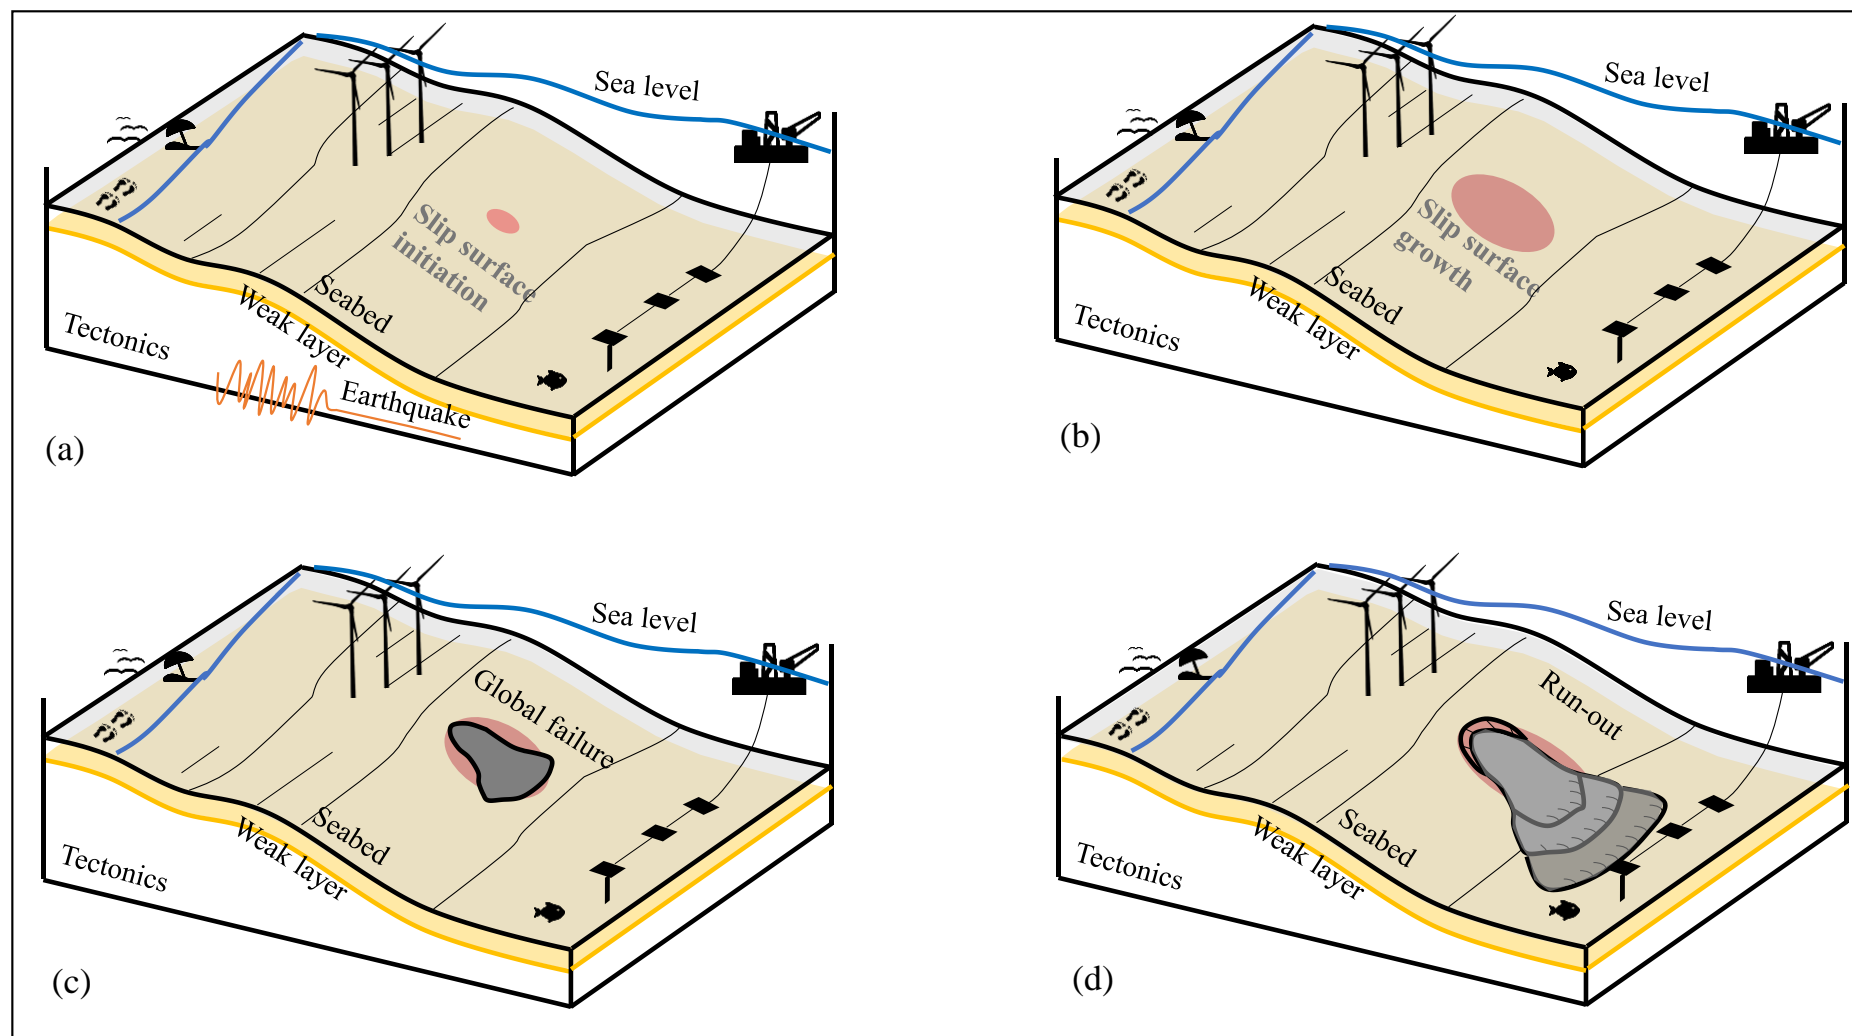 Sea level
Slip surface
initiation
Seabed
Weak layer
Tectonics
Earthquake
(a)
Sea level
Slip surface
growth
Seabed
Weak layer
Tectonics
(b)
Sea level
Global failure
Seabed
Weak layer
Tectonics
(c)
Sea level
Run-out
Seabed
Weak layer
Tectonics
(d)